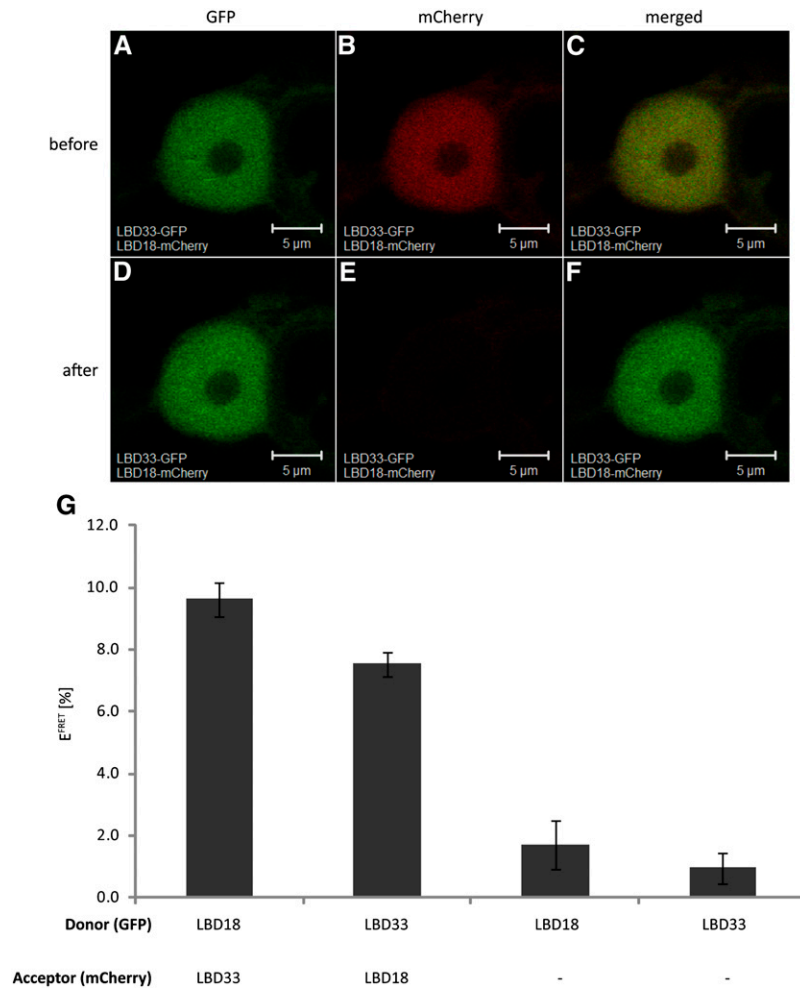 GFP mCherry merged
before
A B C
LBD33-GFP LBD33-GFP LBD33-GFP
LBD18-mCherry LBD18-mCherry LBD18-mCherry
5 µm 5 µm 5 µm
after
D E F
LBD33-GFP LBD33-GFP LBD33-GFP
LBD18-mCherry LBD18-mCherry LBD18-mCherry
5 µm 5 µm 5 µm
G
E^FRET [%]
12.0
10.0
8.0
6.0
4.0
2.0
0.0
Donor (GFP) LBD18 LBD33 LBD18 LBD33
Acceptor (mCherry) LBD33 LBD18 - -